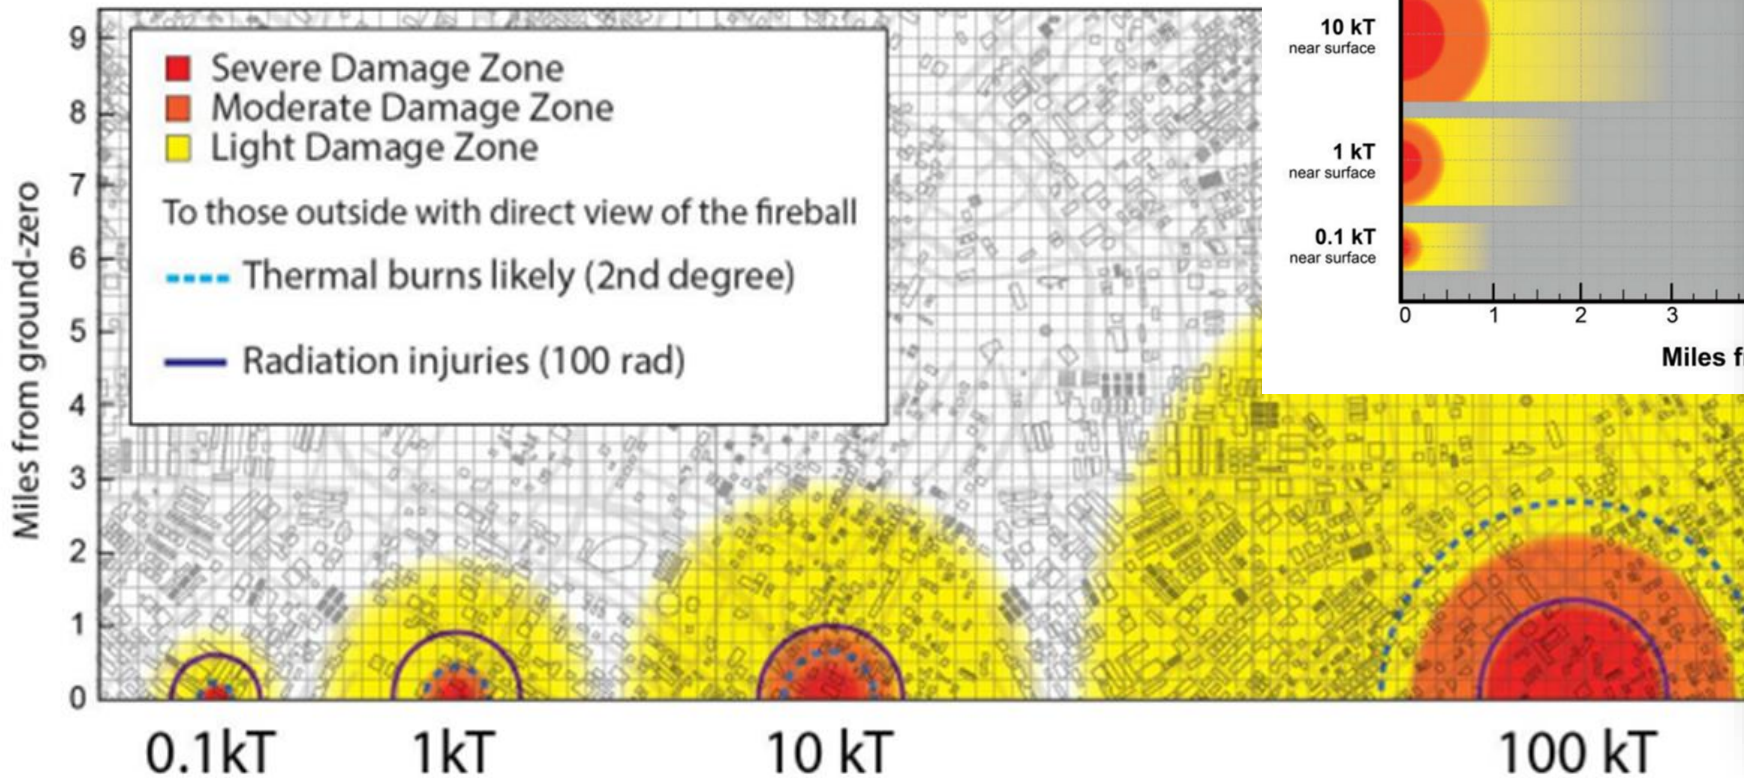 9
8
7
6
5
4
3
2
1
0
Miles from ground-zero
Severe Damage Zone
Moderate Damage Zone
Light Damage Zone
To those outside with direct view of the fireball
Thermal burns likely (2nd degree)
Radiation injuries (100 rad)
0.1kT
1kT
10 kT
100 kT
10 kT
near surface
1 kT
near surface
0.1 kT
near surface
0
1
2
3
Miles